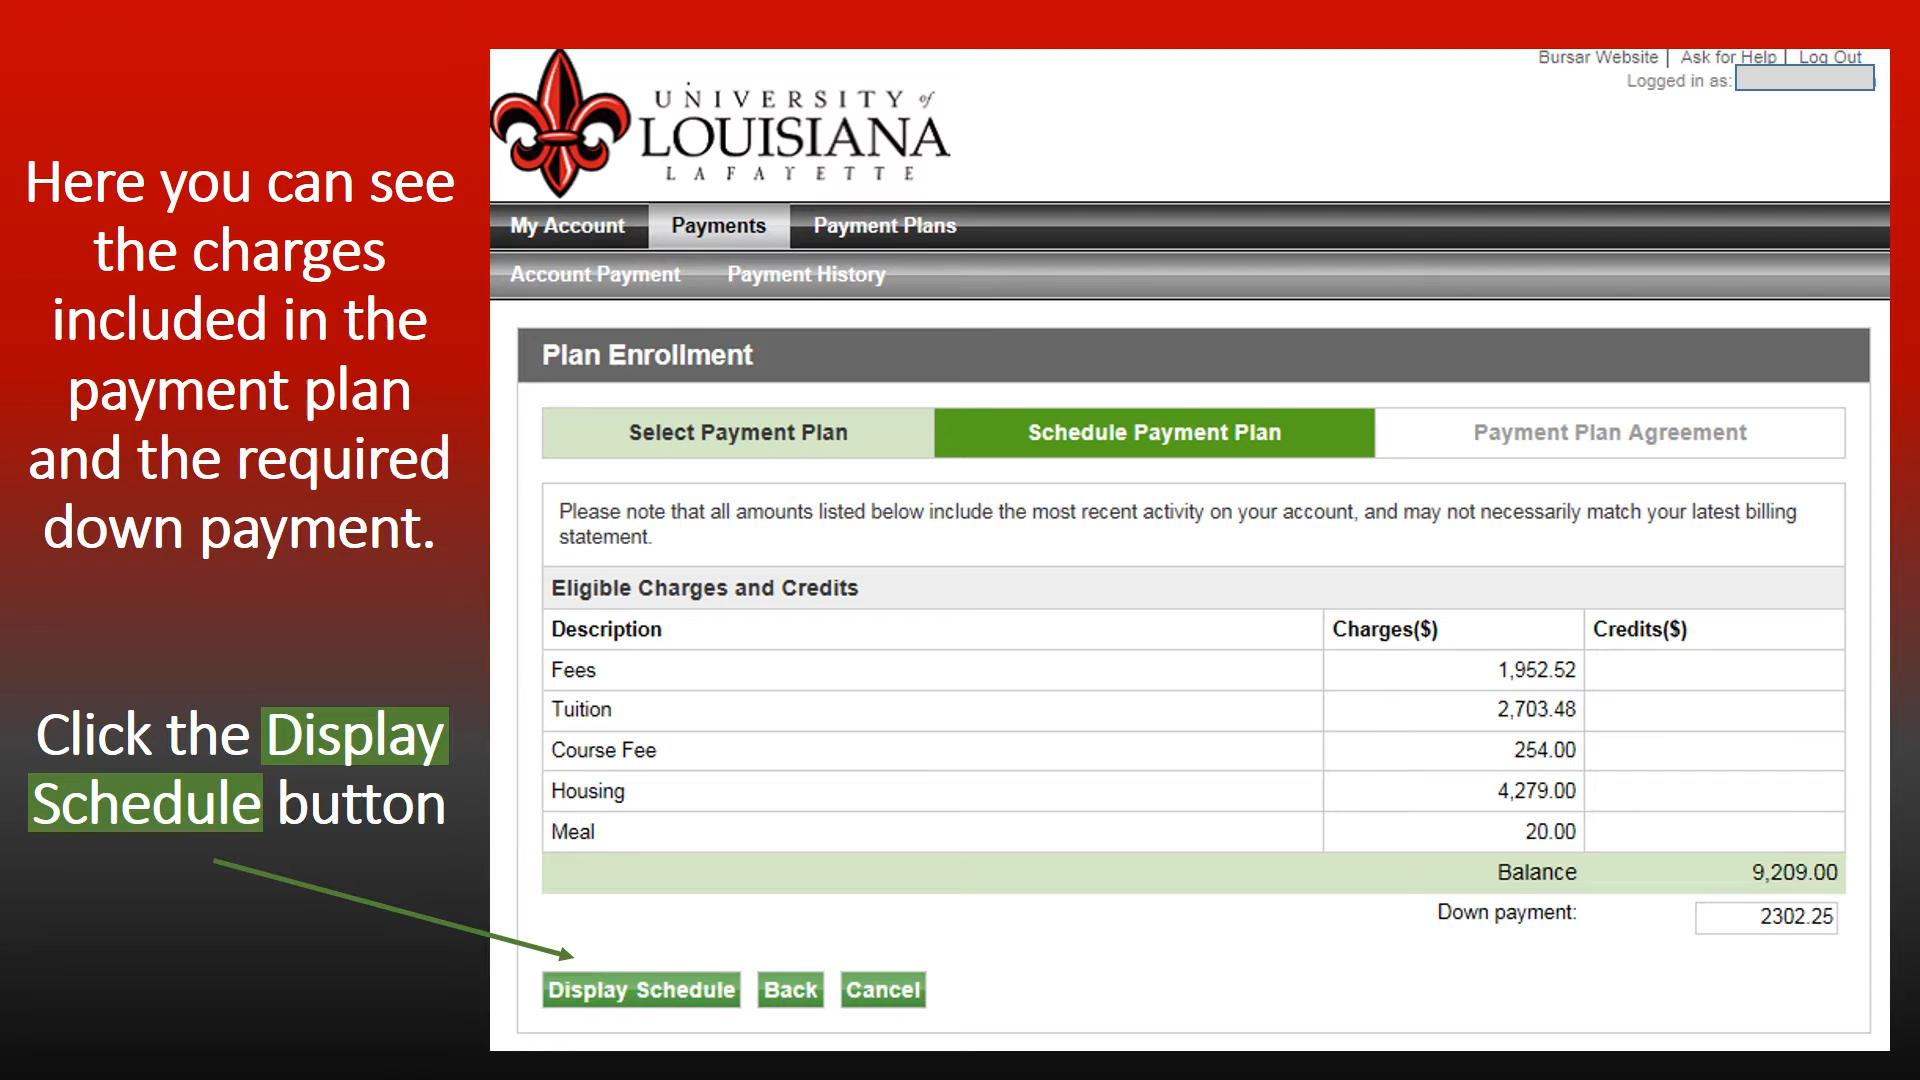 Here you can see
the charges
included in the
payment plan
and the required
down payment.
Click the Display
Schedule button
Bursar Website | Ask for Help | Log Out
Logged in as:
UNIVERSITY of
LOUISIANA
LAFAYETTE
My Account Payments Payment Plans
Account Payment Payment History
Plan Enrollment
Select Payment Plan Schedule Payment Plan Payment Plan Agreement
Please note that all amounts listed below include the most recent activity on your account, and may not necessarily match your latest billing
statement.
Eligible Charges and Credits
Description Charges($) Credits($)
Fees 1,952.52
Tuition 2,703.48
Course Fee 254.00
Housing 4,279.00
Meal 20.00
Balance 9,209.00
Down payment: 2302.25
Display Schedule Back Cancel